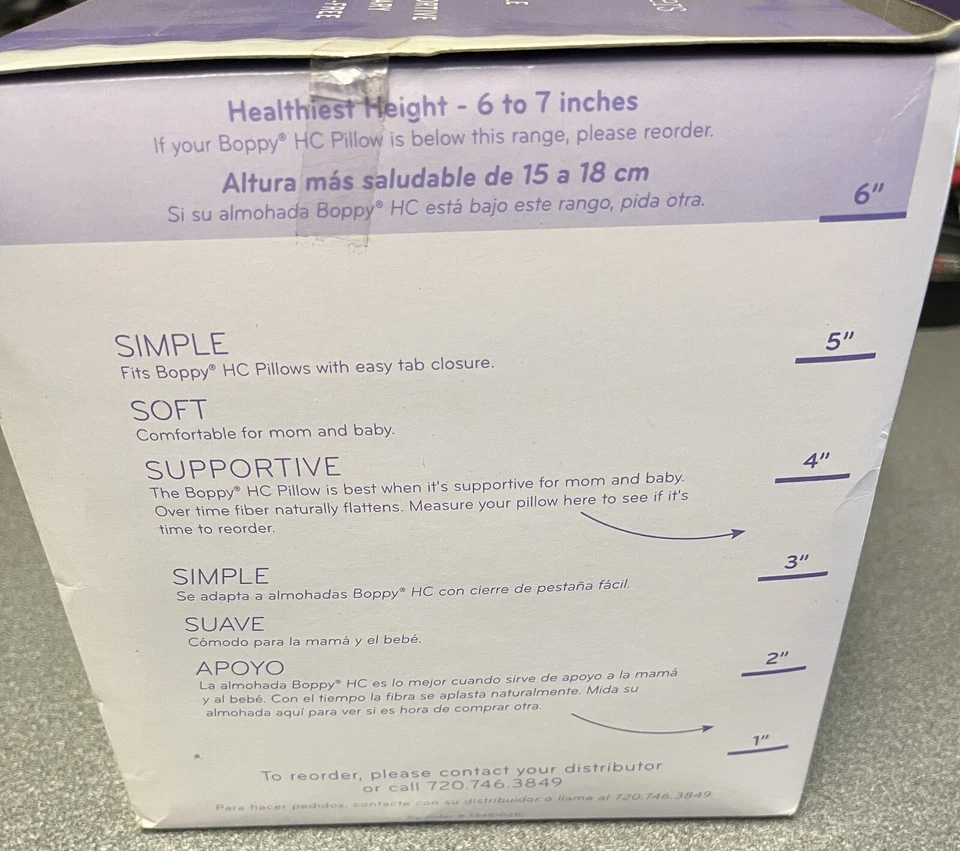 -FREE
ARY
ORTIVE
Healthiest Height - 6 to 7 inches
If your Boppy® HC Pillow is below this range, please reorder.
Altura más saludable de 15 a 18 cm
Si su almohada Boppy® HC está bajo este rango, pida otra.
6"
SIMPLE
Fits Boppy® HC Pillows with easy tab closure.
5"
SOFT
Comfortable for mom and baby.
SUPPORTIVE
4"
The Boppy® HC Pillow is best when it's supportive for mom and baby.
Over time fiber naturally flattens. Measure your pillow here to see if it's
time to reorder.
3"
SIMPLE
Se adapta a almohadas Boppy® HC con cierre de pestaña fácil.
SUAVE
Cómodo para la mamá y el bebé.
2"
APOYO
La almohada Boppy® HC es lo mejor cuando sirve de apoyo a la mamá
y al bebé. Con el tiempo la fibra se aplasta naturalmente. Mida su
almohada aquí para ver si es hora de comprar otra.
1"
To reorder, please contact your distributor
or call 720.746.3849
Para hacer pedidos, contacte con su distribuidor o llame al 720.746.3849